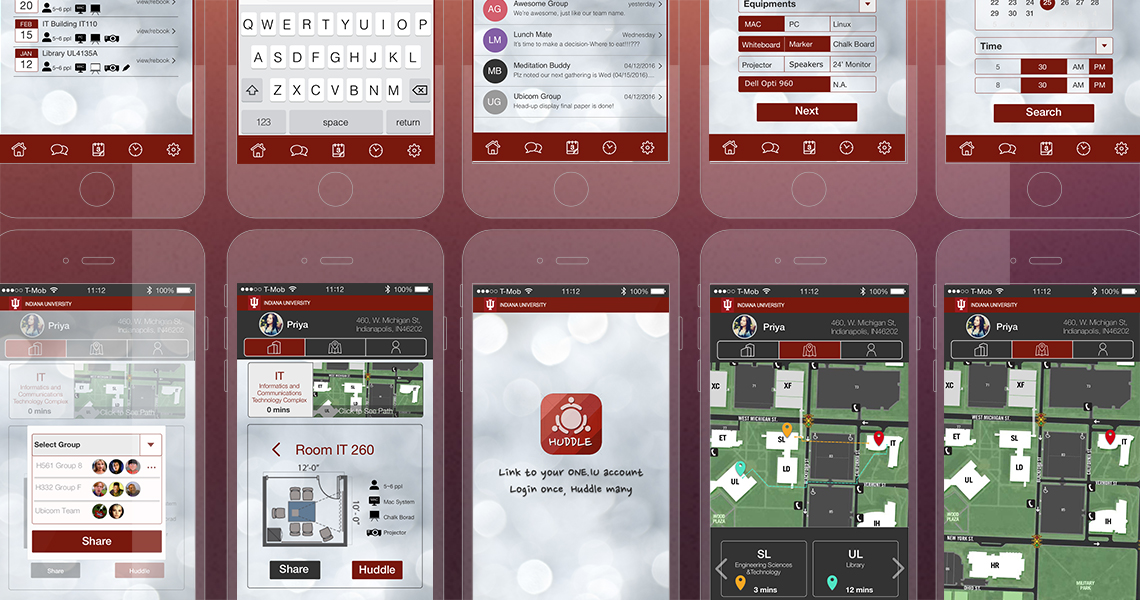 20
5~6 ppl
view/rebook
FEB
15
IT Building IT110
5~6 ppl
view/rebook
JAN
12
Library UL4135A
5~6 ppl
view/rebook
Q W E R T Y U I O P
A S D F G H J K L
Z X C V B N M
123
space
return
AG
Awesome Group
yesterday
We're awesome, just like our team name.
LM
Lunch Mate
Wednesday
It's time to make a decision-Where to eat!!!???
MB
Meditation Buddy
04/12/2016
Plz noted our next gathering is Wed (04/15/2016)...
UG
Ubicom Group
04/12/2016
Head-up display final paper is done!
Equipments
MAC
PC
Linux
Whiteboard
Marker
Chalk Board
Projector
Speakers
24' Monitor
Dell Opti 960
N.A.
Next
22 23 24 25 26 27 28
29 30 31
Time
5 30 AM PM
8 30 AM PM
Search
T-Mob 11:12 100%
INDIANA UNIVERSITY
Priya
460, W. Michigan St,
Indianapolis, IN46202
IT
Informatics and
Communications
Technology Complex
0 mins
Click to See Path
Select Group
H561 Group 8
...
H332 Group F
Ubicom Team
Share
Share
Huddle
T-Mob 11:12 100%
INDIANA UNIVERSITY
Priya
460, W. Michigan St,
Indianapolis, IN46202
IT
Informatics and
Communications
Technology Complex
0 mins
Click to See Path
Room IT 260
12'-0"
10'-0"
5~6 ppl
Mac System
Chalk Borad
Projector
Share
Huddle
T-Mob 11:12 100%
INDIANA UNIVERSITY
HUDDLE
Link to your ONE.IU account
Login once, Huddle many
T-Mob 11:12 100%
INDIANA UNIVERSITY
Priya
460, W. Michigan St,
Indianapolis, IN46202
XC
XF
WEST MICHIGAN ST.
ET
SL
IT
LD
UL
WOOD
PLAZA
IH
SL
Engineering Sciences
&Technology
3 mins
UL
Library
12 mins
T-Mob 11:12 100%
INDIANA UNIVERSITY
Priya
460, W. Michigan St,
Indianapolis, IN46202
XC
XF
WEST MICHIGAN ST.
ET
SL
IT
LD
UL
WOOD
PLAZA
IH
NEW YORK ST.
HR
MILITARY
PARK